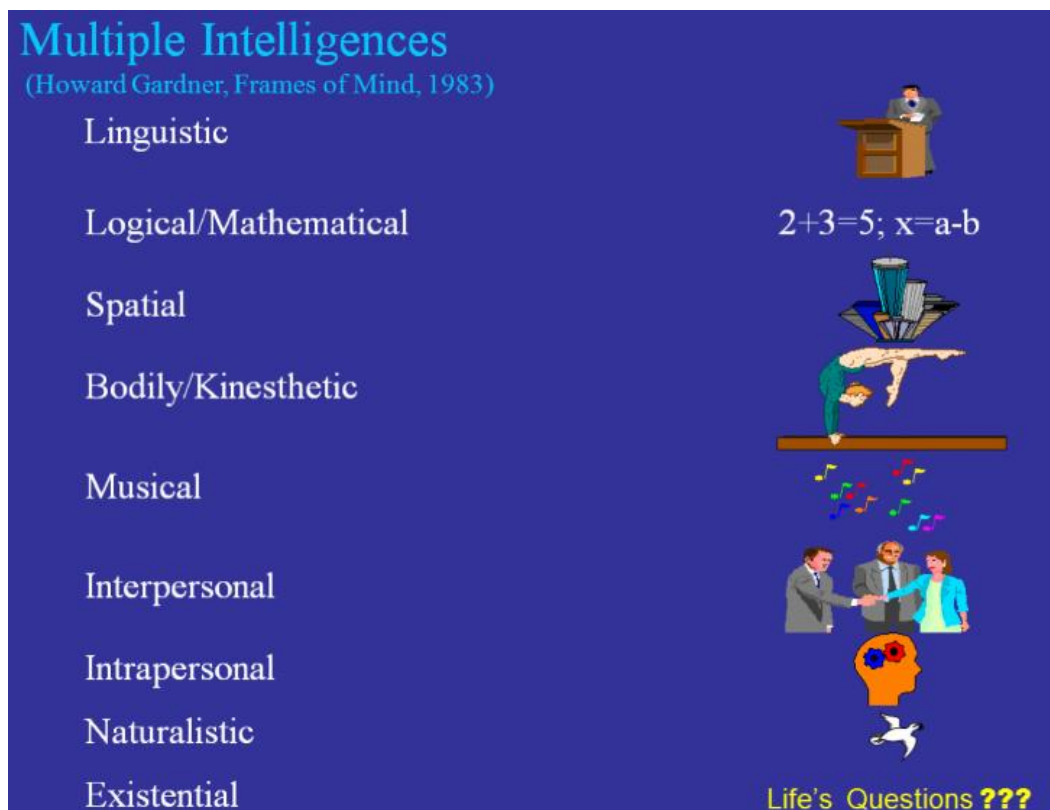 Multiple Intelligences
(Howard Gardner, Frames of Mind, 1983)
Linguistic
Logical/Mathematical 2+3=5; x=a-b
Spatial
Bodily/Kinesthetic
Musical
Interpersonal
Intrapersonal
Naturalistic
Existential Life's Questions ???